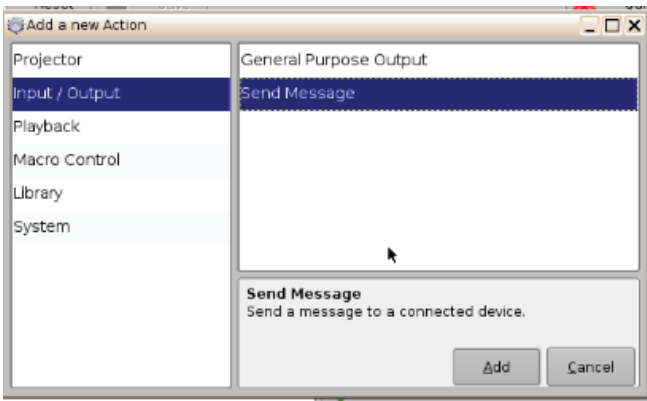 Add a new Action
Projector
Input / Output
Playback
Macro Control
Library
System
General Purpose Output
Send Message
Send Message
Send a message to a connected device.
Add
Cancel